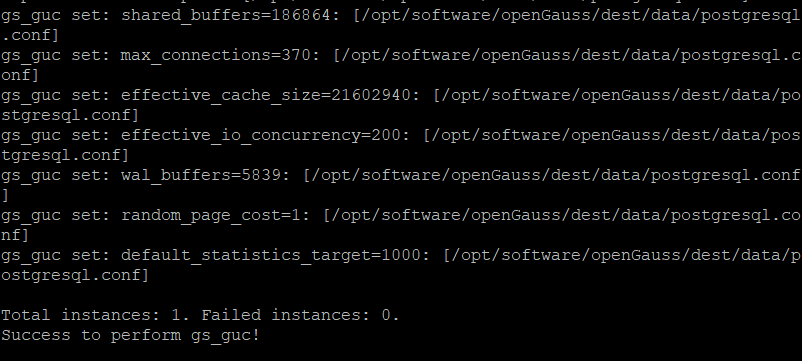 gs_guc set: shared_buffers=186864: [/opt/software/openGauss/dest/data/postgresql
.conf]
gs_guc set: max_connections=370: [/opt/software/openGauss/dest/data/postgresql.c
onf]
gs_guc set: effective_cache_size=21602940: [/opt/software/openGauss/dest/data/po
stgresql.conf]
gs_guc set: effective_io_concurrency=200: [/opt/software/openGauss/dest/data/pos
tgresql.conf]
gs_guc set: wal_buffers=5839: [/opt/software/openGauss/dest/data/postgresql.conf
]
gs_guc set: random_page_cost=1: [/opt/software/openGauss/dest/data/postgresql.co
nf]
gs_guc set: default_statistics_target=1000: [/opt/software/openGauss/dest/data/p
ostgresql.conf]

Total instances: 1. Failed instances: 0.
Success to perform gs_guc!